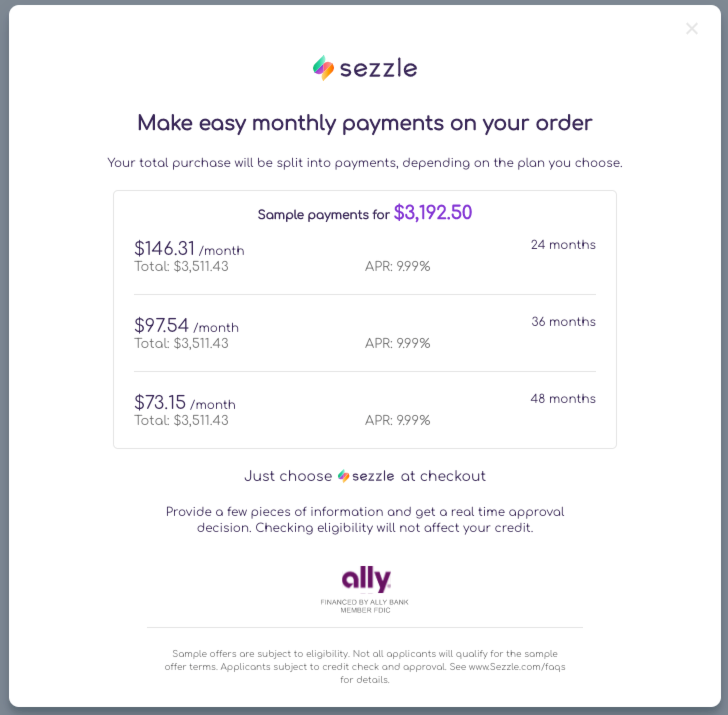 sezzle
Make easy monthly payments on your order
Your total purchase will be split into payments, depending on the plan you choose.
Sample payments for $3,192.50
$146.31 /month
24 months
Total: $3,511.43
APR: 9.99%
$97.54 /month
36 months
Total: $3,511.43
APR: 9.99%
$73.15 /month
48 months
Total: $3,511.43
APR: 9.99%
Just choose sezzle at checkout
Provide a few pieces of information and get a real time approval
decision. Checking eligibility will not affect your credit.
ally
FINANCED BY ALLY BANK
MEMBER FDIC
Sample offers are subject to eligibility. Not all applicants will qualify for the sample
offer terms. Applicants subject to credit check and approval. See www.Sezzle.com/faqs
for details.